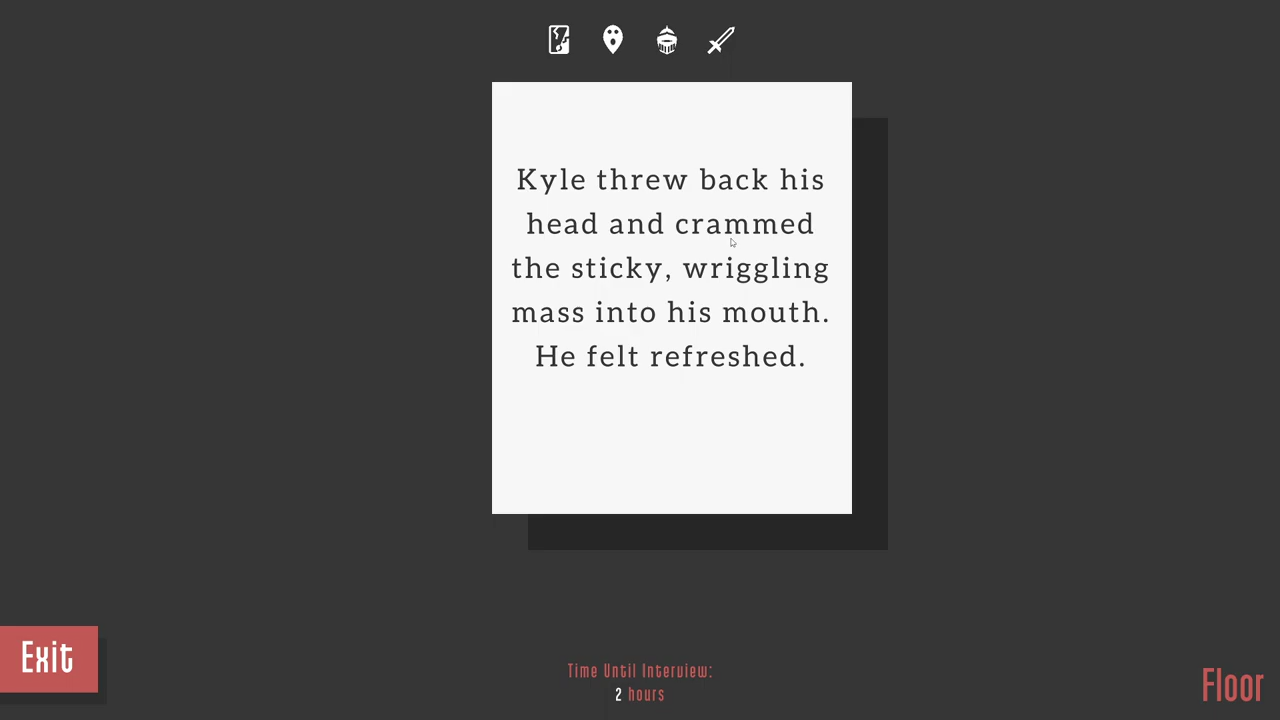 Kyle threw back his
head and crammed
the sticky, wriggling
mass into his mouth.
He felt refreshed.
Exit
Time Until Interview:
2 hours
Floor